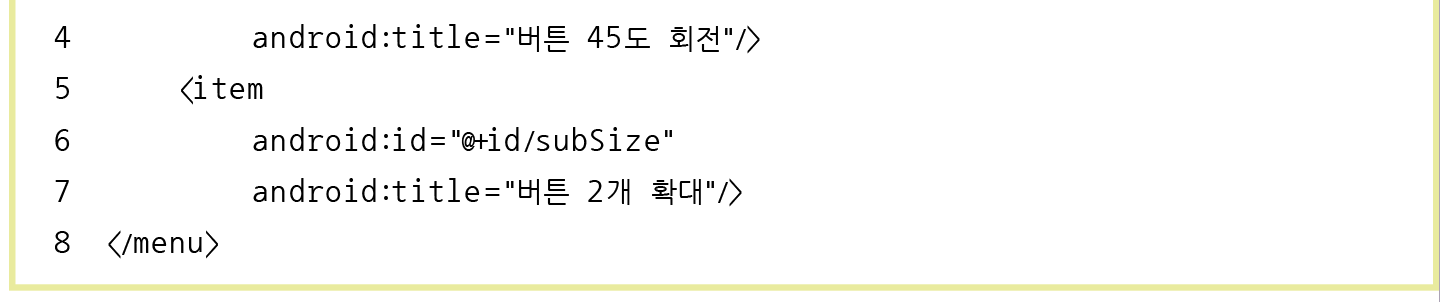 4 android:title="버튼 45도 회전"/>
5 <item
6 android:id="@+id/subSize"
7 android:title="버튼 2개 확대"/>
8 </menu>